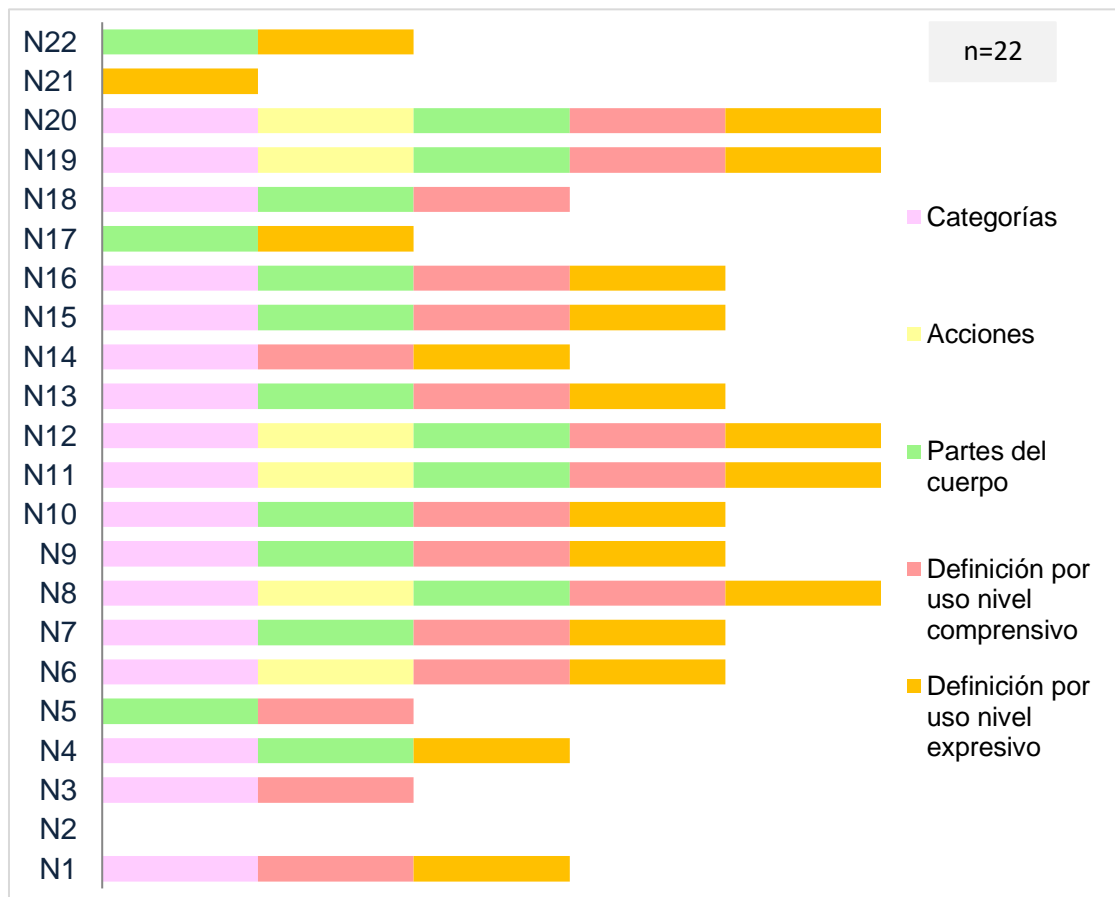 N22
N21
N20
N19
N18
N17
N16
N15
N14
N13
N12
N11
N10
N9
N8
N7
N6
N5
N4
N3
N2
N1
n=22
Categorías
Acciones
Partes del
cuerpo
Definición por
uso nivel
comprensivo
Definición por
uso nivel
expresivo